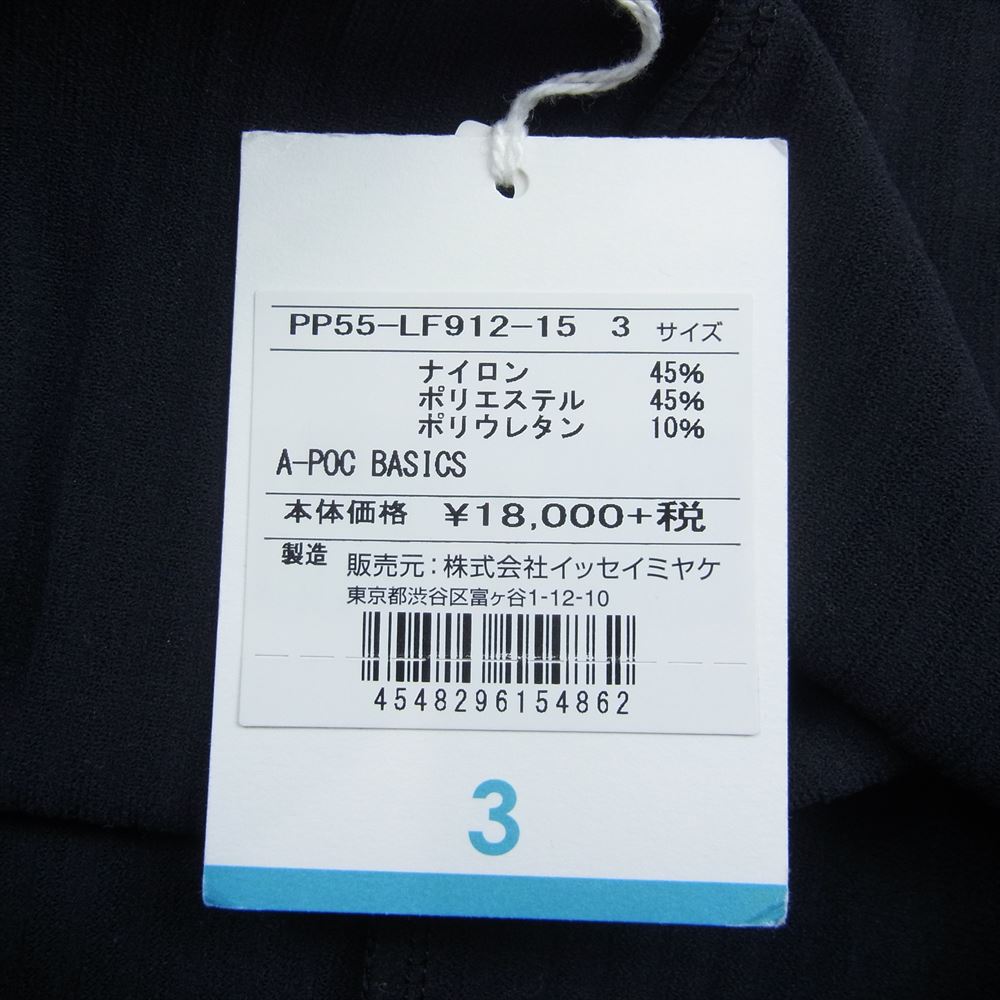 PP55-LF912-15 3 サイズ
ナイロン 45%
ポリエステル 45%
ポリウレタン 10%
A-POC BASICS
本体価格 ¥18,000+税
製造 販売元:株式会社イッセイミヤケ
東京都渋谷区富ヶ谷1-12-10
4548296154862
3